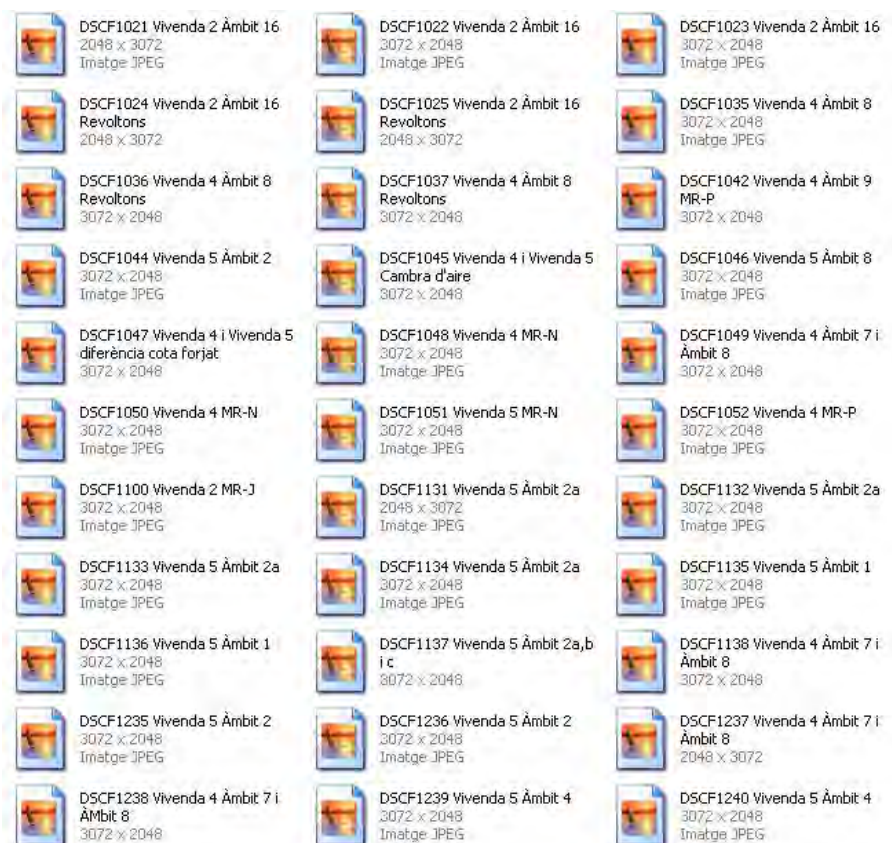 DSCF1021 Vivenda 2 Àmbit 16
2048 x 3072
Imatge JPEG
DSCF1022 Vivenda 2 Àmbit 16
3072 x 2048
Imatge JPEG
DSCF1023 Vivenda 2 Àmbit 16
3072 x 2048
Imatge JPEG
DSCF1024 Vivenda 2 Àmbit 16
Revoltons
2048 x 3072
DSCF1025 Vivenda 2 Àmbit 16
Revoltons
2048 x 3072
DSCF1035 Vivenda 4 Àmbit 8
3072 x 2048
Imatge JPEG
DSCF1036 Vivenda 4 Àmbit 8
Revoltons
3072 x 2048
DSCF1037 Vivenda 4 Àmbit 8
Revoltons
3072 x 2048
DSCF1042 Vivenda 4 Àmbit 9
MR-P
3072 x 2048
DSCF1044 Vivenda 5 Àmbit 2
3072 x 2048
Imatge JPEG
DSCF1045 Vivenda 4 i Vivenda 5
Cambra d'aire
3072 x 2048
DSCF1046 Vivenda 5 Àmbit 8
3072 x 2048
Imatge JPEG
DSCF1047 Vivenda 4 i Vivenda 5
diferència cota forjat
3072 x 2048
DSCF1048 Vivenda 4 MR-N
3072 x 2048
Imatge JPEG
DSCF1049 Vivenda 4 Àmbit 7 i
Àmbit 8
3072 x 2048
DSCF1050 Vivenda 4 MR-N
3072 x 2048
Imatge JPEG
DSCF1051 Vivenda 5 MR-N
3072 x 2048
Imatge JPEG
DSCF1052 Vivenda 4 MR-P
3072 x 2048
Imatge JPEG
DSCF1100 Vivenda 2 MR-J
3072 x 2048
Imatge JPEG
DSCF1131 Vivenda 5 Àmbit 2a
2048 x 3072
Imatge JPEG
DSCF1132 Vivenda 5 Àmbit 2a
3072 x 2048
Imatge JPEG
DSCF1133 Vivenda 5 Àmbit 2a
3072 x 2048
Imatge JPEG
DSCF1134 Vivenda 5 Àmbit 2a
3072 x 2048
Imatge JPEG
DSCF1135 Vivenda 5 Àmbit 1
3072 x 2048
Imatge JPEG
DSCF1136 Vivenda 5 Àmbit 1
3072 x 2048
Imatge JPEG
DSCF1137 Vivenda 5 Àmbit 2a,b
i c
3072 x 2048
DSCF1138 Vivenda 4 Àmbit 7 i
Àmbit 8
3072 x 2048
DSCF1235 Vivenda 5 Àmbit 2
3072 x 2048
Imatge JPEG
DSCF1236 Vivenda 5 Àmbit 2
3072 x 2048
Imatge JPEG
DSCF1237 Vivenda 4 Àmbit 7 i
Àmbit 8
2048 x 3072
DSCF1238 Vivenda 4 Àmbit 7 i
ÀMbit 8
3072 x 2048
DSCF1239 Vivenda 5 Àmbit 4
3072 x 2048
Imatge JPEG
DSCF1240 Vivenda 5 Àmbit 4
3072 x 2048
Imatge JPEG